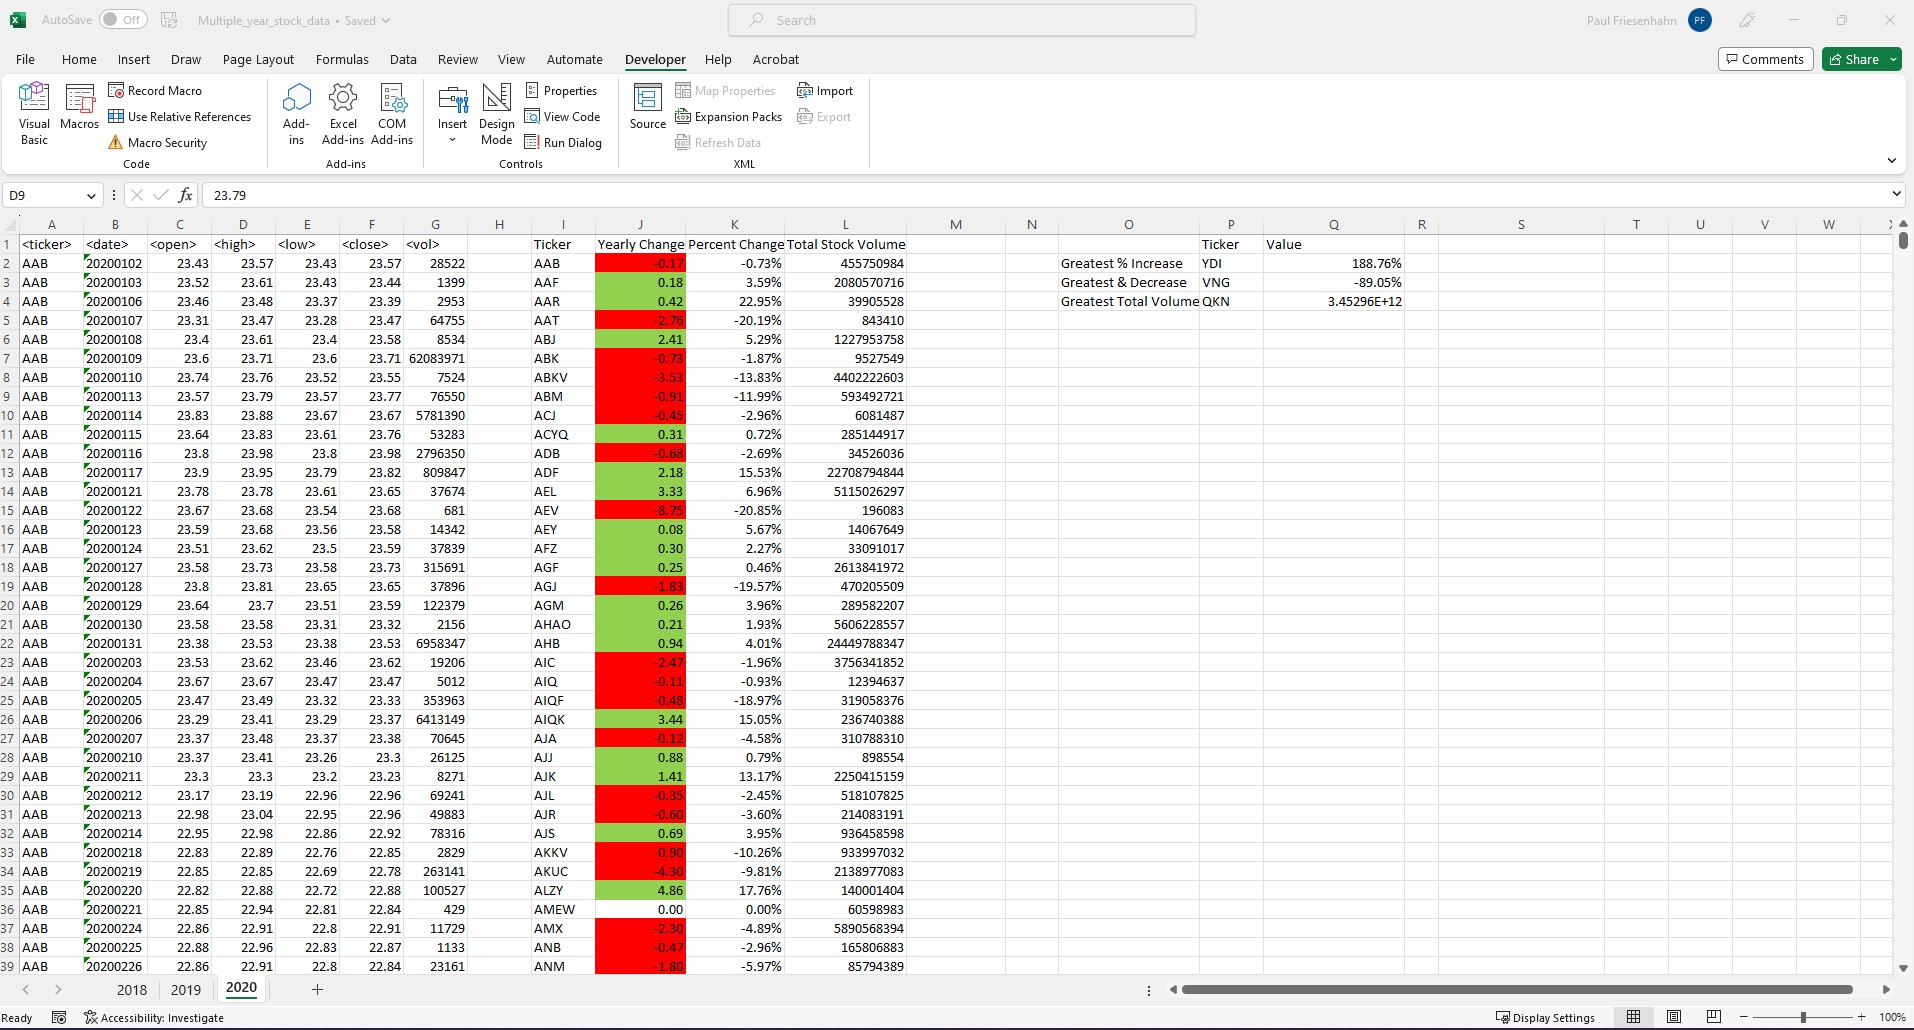 AutoSave Off Multiple_year_stock_data • Saved Search Paul Friesenhahn PF
File Home Insert Draw Page Layout Formulas Data Review View Automate Developer Help Acrobat Comments Share
Visual Basic
Macros
Record Macro
Use Relative References
Macro Security
Code
Add-ins
Excel Add-ins
COM Add-ins
Add-ins
Insert
Design Mode
Properties
View Code
Run Dialog
Controls
Source
Map Properties
Expansion Packs
Refresh Data
Import
Export
XML
D9 fx 23.79
A B C D E F G H I J K L M N O P Q R S T U V W
1 <ticker> <date> <open> <high> <low> <close> <vol> Ticker Yearly Change Percent Change Total Stock Volume Ticker Value
2 AAB 20200102 23.43 23.57 23.43 23.57 28522 AAB -0.17 -0.73% 455750984 Greatest % Increase YDI 188.76%
3 AAB 20200103 23.52 23.61 23.43 23.44 1399 AAF 0.18 3.59% 2080570716 Greatest & Decrease VNG -89.05%
4 AAB 20200106 23.46 23.48 23.37 23.39 2953 AAR 0.42 22.95% 39905528 Greatest Total Volume QKN 3.45296E+12
5 AAB 20200107 23.31 23.47 23.28 23.47 64755 AAT -2.76 -20.19% 843410
6 AAB 20200108 23.4 23.61 23.4 23.58 8534 ABJ 2.41 5.29% 1227953758
7 AAB 20200109 23.6 23.71 23.6 23.71 62083971 ABK -0.73 -1.87% 9527549
8 AAB 20200110 23.74 23.76 23.52 23.55 7524 ABKV -3.53 -13.83% 4402222603
9 AAB 20200113 23.57 23.79 23.57 23.77 76550 ABM -0.91 -11.99% 593492721
10 AAB 20200114 23.83 23.88 23.67 23.67 5781390 ACJ -0.45 -2.96% 6081487
11 AAB 20200115 23.64 23.83 23.61 23.76 53283 ACYQ 0.31 0.72% 285144917
12 AAB 20200116 23.8 23.98 23.8 23.98 2796350 ADB -0.68 -2.69% 34526036
13 AAB 20200117 23.9 23.95 23.79 23.82 809847 ADF 2.18 15.53% 22708794844
14 AAB 20200121 23.78 23.78 23.61 23.65 37674 AEL 3.33 6.96% 5115026297
15 AAB 20200122 23.67 23.68 23.54 23.68 681 AEV -8.75 -20.85% 196083
16 AAB 20200123 23.59 23.68 23.56 23.58 14342 AEY 0.08 5.67% 14067649
17 AAB 20200124 23.51 23.62 23.5 23.59 37839 AFZ 0.30 2.27% 33091017
18 AAB 20200127 23.58 23.73 23.58 23.73 315691 AGF 0.25 0.46% 2613841972
19 AAB 20200128 23.8 23.81 23.65 23.65 37896 AGJ -1.83 -19.57% 470205509
20 AAB 20200129 23.64 23.7 23.51 23.59 122379 AGM 0.26 3.96% 289582207
21 AAB 20200130 23.58 23.58 23.31 23.32 2156 AHAO 0.21 1.93% 5606228557
22 AAB 20200131 23.38 23.53 23.38 23.53 6958347 AHB 0.94 4.01% 24449788347
23 AAB 20200203 23.53 23.62 23.46 23.62 19206 AIC -2.47 -1.96% 3756341852
24 AAB 20200204 23.67 23.67 23.47 23.47 5012 AIQ -0.11 -0.93% 12394637
25 AAB 20200205 23.47 23.49 23.32 23.33 353963 AIQF -0.48 -18.97% 319058376
26 AAB 20200206 23.29 23.41 23.29 23.37 6413149 AIQK 3.44 15.05% 236740388
27 AAB 20200207 23.37 23.48 23.37 23.38 70645 AJA -0.12 -4.58% 310788310
28 AAB 20200210 23.37 23.41 23.26 23.3 26125 AJJ 0.88 0.79% 898554
29 AAB 20200211 23.3 23.3 23.2 23.23 8271 AJK 1.41 13.17% 2250415159
30 AAB 20200212 23.17 23.19 22.96 22.96 69241 AJL -0.35 -2.45% 518107825
31 AAB 20200213 22.98 23.04 22.95 22.96 49883 AJR -0.60 -3.60% 214083191
32 AAB 20200214 22.95 22.98 22.86 22.92 78316 AJS 0.69 3.95% 936458598
33 AAB 20200218 22.83 22.89 22.76 22.85 2829 AKKV -0.90 -10.26% 933997032
34 AAB 20200219 22.85 22.85 22.69 22.78 263141 AKUC -4.30 -9.81% 2138977083
35 AAB 20200220 22.82 22.88 22.72 22.88 100527 ALZY 4.86 17.76% 140001404
36 AAB 20200221 22.85 22.94 22.81 22.84 429 AMEW 0.00 0.00% 60598983
37 AAB 20200224 22.86 22.91 22.8 22.91 11729 AMX -2.30 -4.89% 5890568394
38 AAB 20200225 22.88 22.96 22.83 22.87 1133 ANB -0.47 -2.96% 165806883
39 AAB 20200226 22.86 22.91 22.8 22.84 23161 ANM -1.80 -5.97% 85794389
2018 2019 2020
Ready Accessibility: Investigate Display Settings 100%